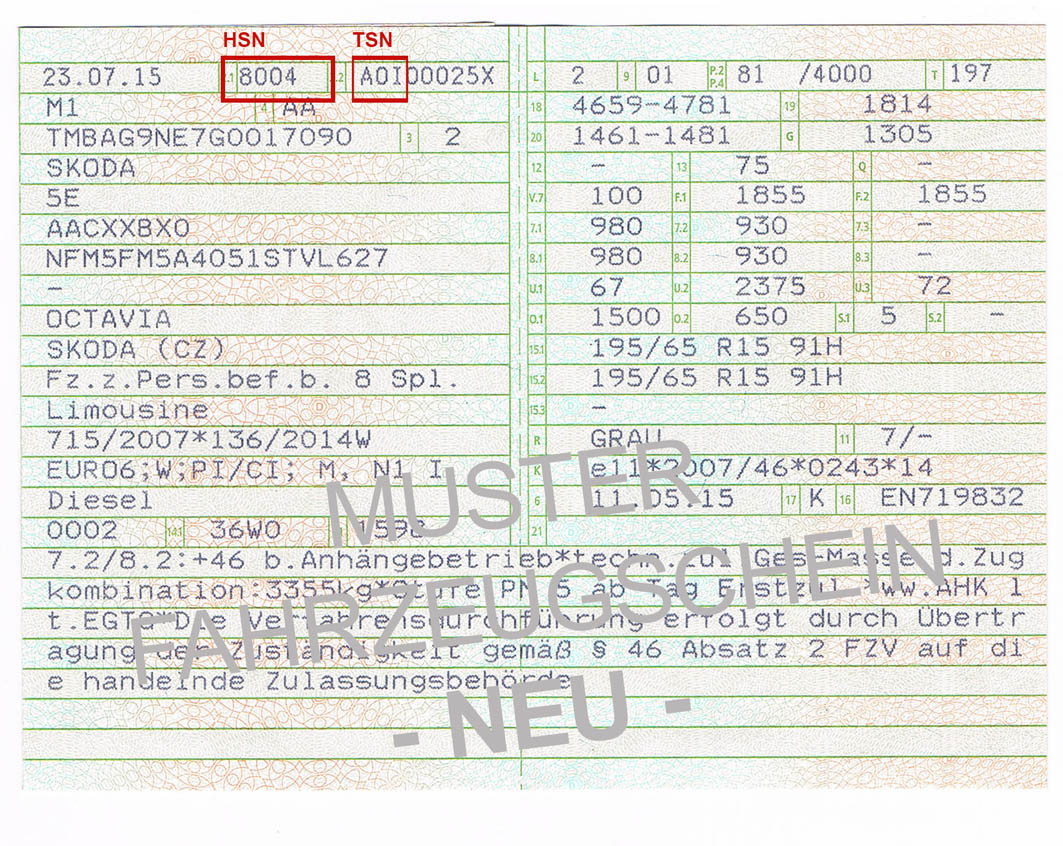 HSN TSN
23.07.15 .1 8004 .2 A0I00025X L 2 9 01 P.2 P.4 81 /4000 T 197
M1 4 AA 18 4659-4781 19 1814
TMBAG9NE7G0017090 3 2 20 1461-1481 G 1305
SKODA 12 - 13 75 Q -
5E V.7 100 F.1 1855 F.2 1855
AACXXBX0 7.1 980 7.2 930 7.3 -
NFM5FM5A4051STVL627 8.1 980 8.2 930 8.3 -
- U.1 67 U.2 2375 U.3 72
OCTAVIA O.1 1500 O.2 650 S.1 5 S.2 -
SKODA (CZ) 15.1 195/65 R15 91H
Fz.z.Pers.bef.b. 8 Spl. 15.2 195/65 R15 91H
Limousine 15.3 -
715/2007*136/2014W R GRAU 11 7/-
EURO6;W;PI/CI; M, N1 I K e11*2007/46*0243*14
Diesel 6 11.05.15 17 K 16 EN719832
0002 14.1 36W0 1598 21
7.2/8.2:+46 b.Anhängebetrieb*techn.zul.Ges-Masse d.Zug
kombination:3355kg*Stufe PM 5 ab Tag Erstzul.*ww.AHK l
t.EGTG*Die Verfahrensdurchführung erfolgt durch Übertr
agung der Zuständigkeit gemäß § 46 Absatz 2 FZV auf di
e handelnde Zulassungsbehörde
MUSTER
FAHRZEUGSCHEIN
- NEU -